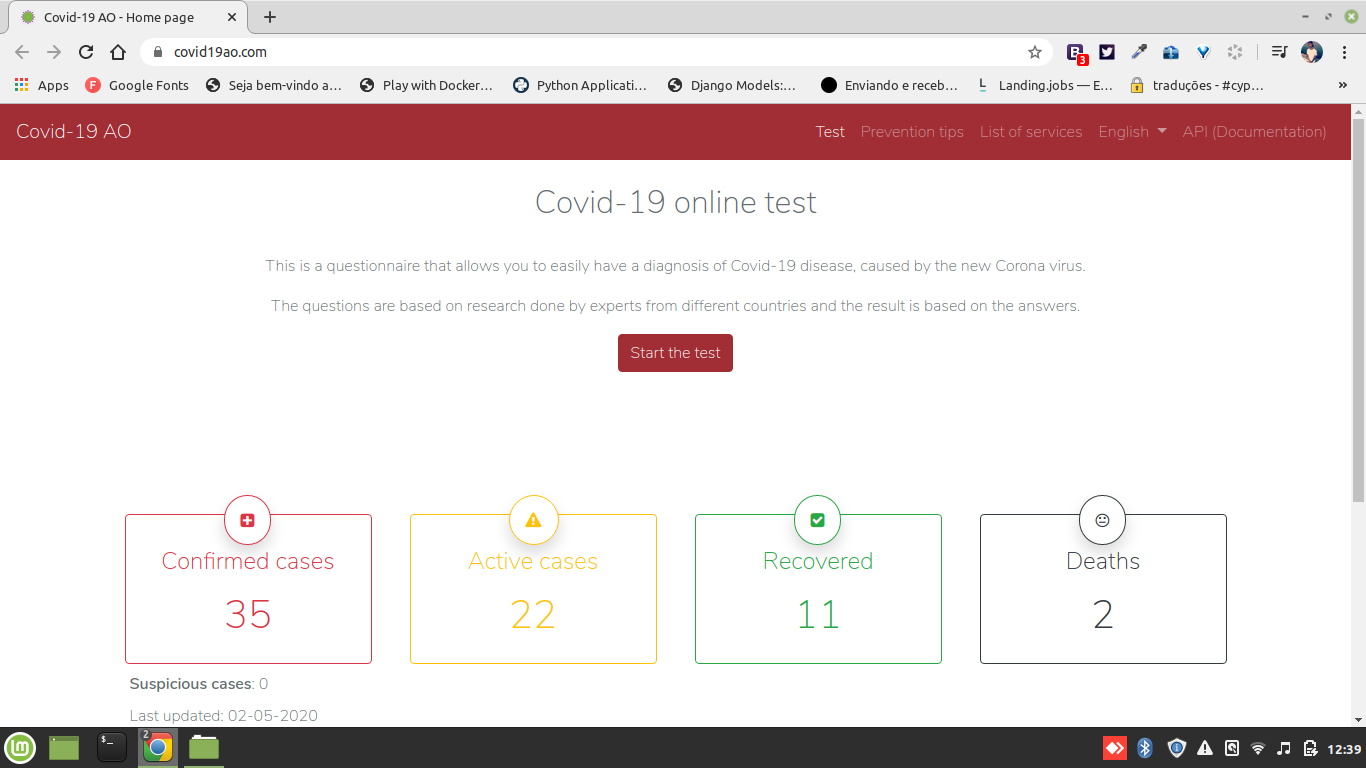 Covid-19 AO - Home page
covid19ao.com
3
Apps
Google Fonts
Seja bem-vindo a...
Play with Docker...
Python Applicati...
Django Models:...
Enviando e receb...
Landing.jobs — E...
traduções - #cyp...
»
Covid-19 AO
Test
Prevention tips
List of services
English
API (Documentation)
Covid-19 online test
This is a questionnaire that allows you to easily have a diagnosis of Covid-19 disease, caused by the new Corona virus.
The questions are based on research done by experts from different countries and the result is based on the answers.
Start the test
Confirmed cases
35
Active cases
22
Recovered
11
Deaths
2
Suspicious cases: 0
Last updated: 02-05-2020
2
12:39